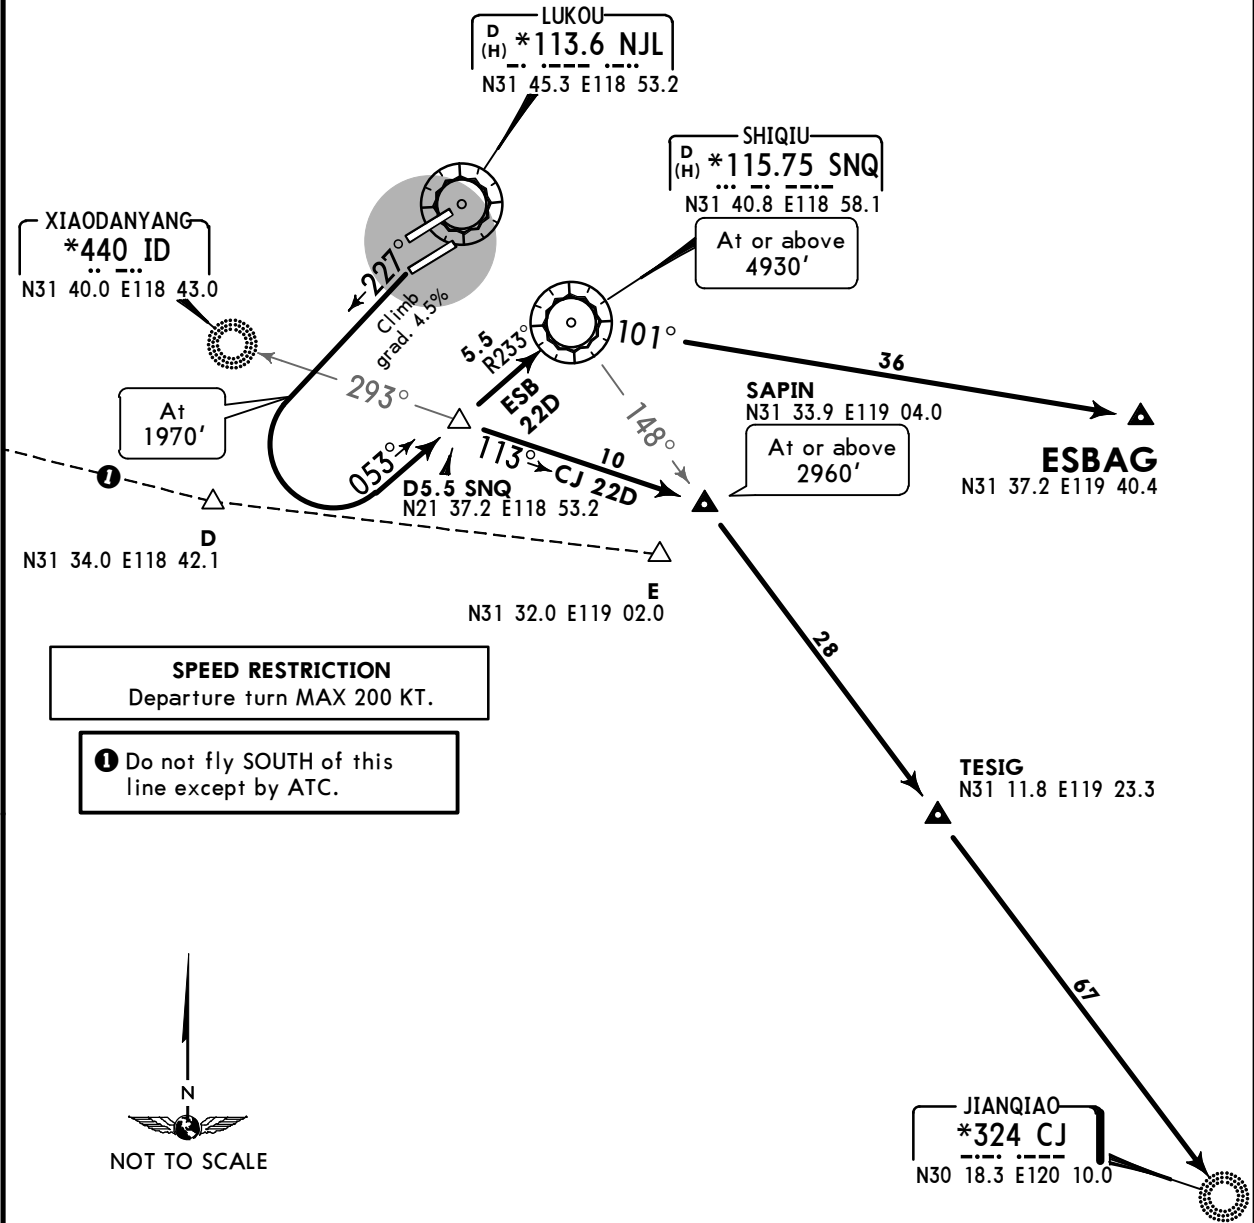 LUKOU
D
(H) *113.6 NJL
N31 45.3 E118 53.2
SHIQIU
D
(H) *115.75 SNQ
N31 40.8 E118 58.1
At or above
4930'
XIAODANYANG
*440 ID
N31 40.0 E118 43.0
227°
Climb
grad. 4.5%
5.5
R233°
ESB
22D
101°
36
293°
At
1970'
148°
SAPIN
N31 33.9 E119 04.0
At or above
2960'
ESBAG
N31 37.2 E119 40.4
053°
113°
10
CJ 22D
D5.5 SNQ
N21 37.2 E118 53.2
1
D
N31 34.0 E118 42.1
E
N31 32.0 E119 02.0
SPEED RESTRICTION
Departure turn MAX 200 KT.
1 Do not fly SOUTH of this
line except by ATC.
28
TESIG
N31 11.8 E119 23.3
67
N
NOT TO SCALE
JIANQIAO
*324 CJ
N30 18.3 E120 10.0